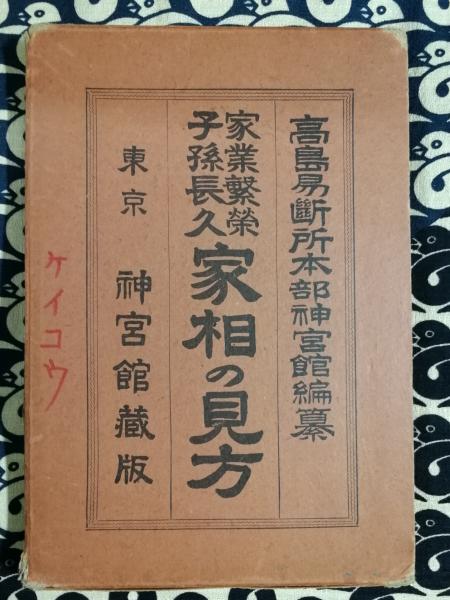 高島易斷所本部神宮館編纂
家業繫榮
子孫長久
家相の見方
東京 神宮館藏版
ケイコウ